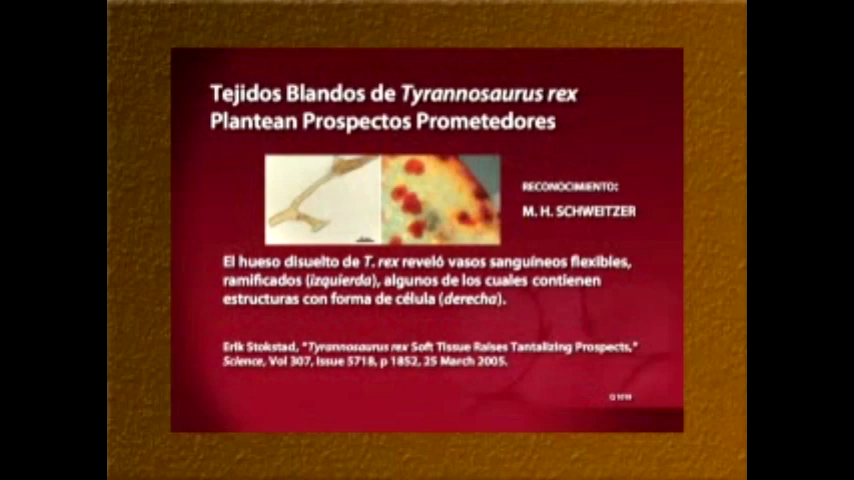 Tejidos Blandos de Tyrannosaurus rex
Plantean Prospectos Prometedores
RECONOCIMIENTO:
M. H. SCHWEITZER
El hueso disuelto de T. rex reveló vasos sanguíneos flexibles,
ramificados (izquierda), algunos de los cuales contienen
estructuras con forma de célula (derecha).
Erik Stokstad, "Tyrannosaurus rex Soft Tissue Raises Tantalizing Prospects,"
Science, Vol 307, Issue 5718, p 1852, 25 March 2005.